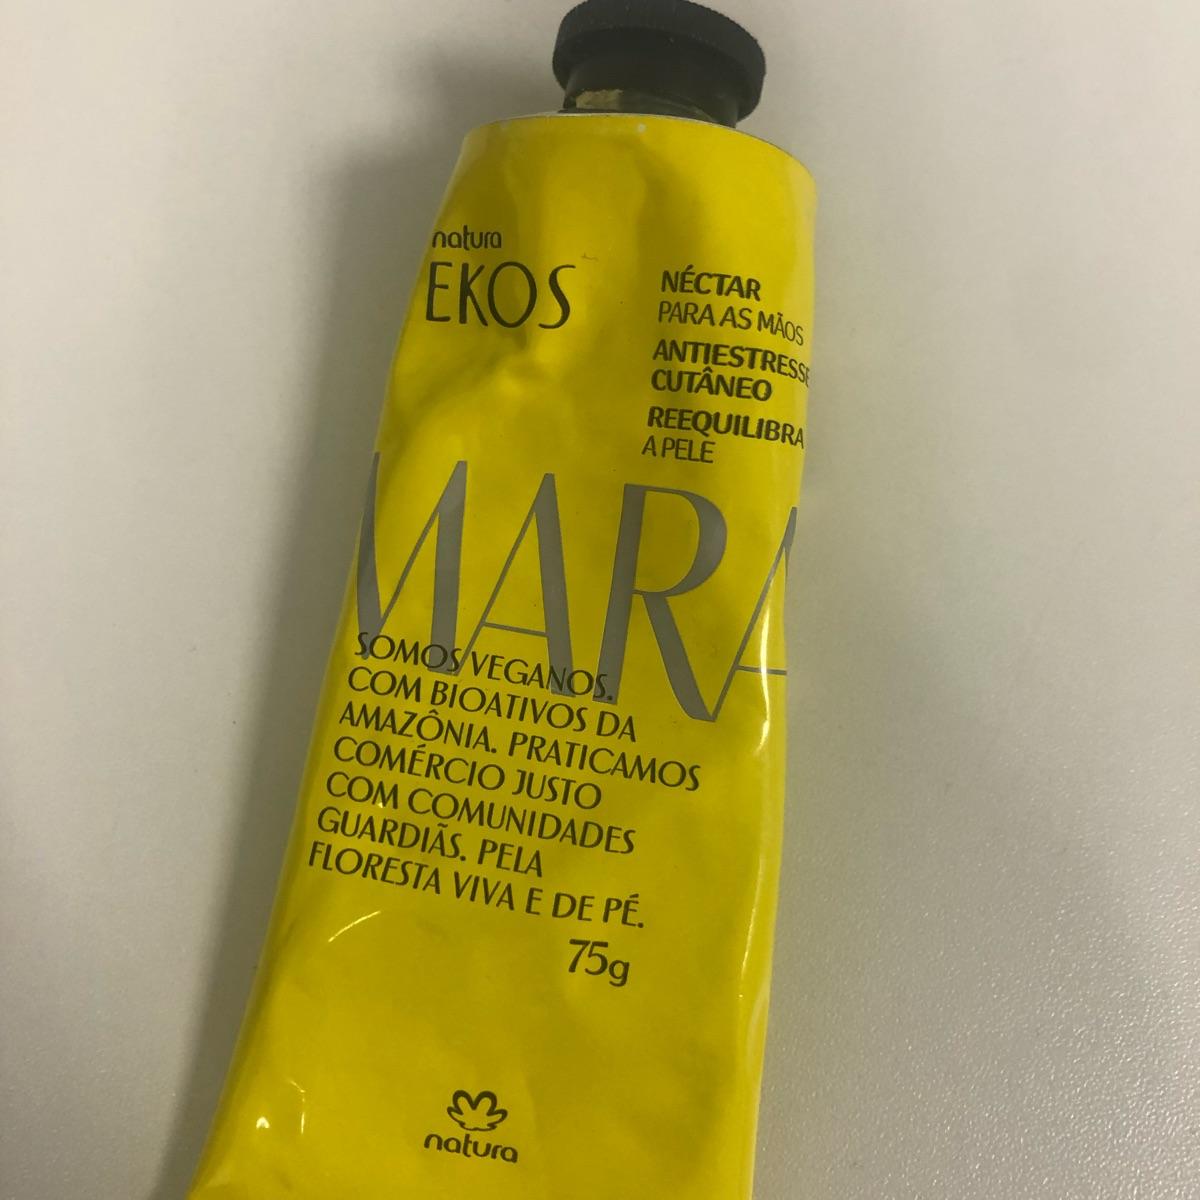 natura
EKOS
NÉCTAR
PARA AS MÃOS
ANTIESTRESSE
CUTÂNEO
REEQUILIBRA
A PELE
MARA
SOMOS VEGANOS.
COM BIOATIVOS DA
AMAZÔNIA. PRATICAMOS
COMÉRCIO JUSTO
COM COMUNIDADES
GUARDIÃS. PELA
FLORESTA VIVA E DE PÉ.
75g
natura